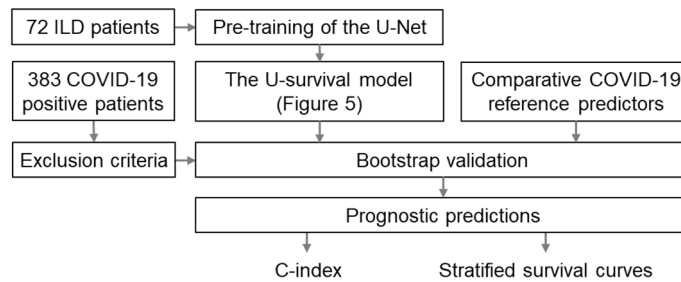 72 ILD patients
Pre-training of the U-Net
383 COVID-19
positive patients
The U-survival model
(Figure 5)
Comparative COVID-19
reference predictors
Exclusion criteria
Bootstrap validation
Prognostic predictions
C-index
Stratified survival curves